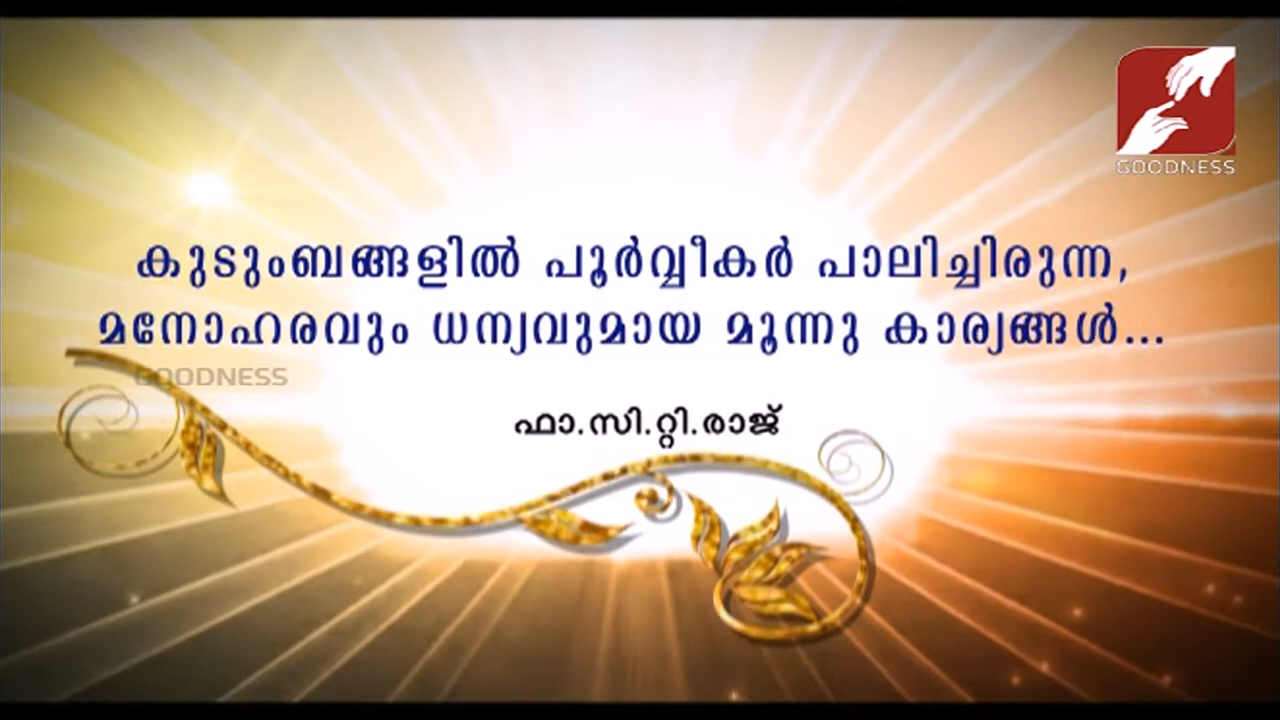 GOODNESS
കുടുംബങ്ങളിൽ പൂർവ്വീകർ പാലിച്ചിരുന്ന,
മനോഹരവും ധന്യവുമായ മൂന്നു കാര്യങ്ങൾ...
GOODNESS
ഫാ.സി.റ്റി.രാജ്